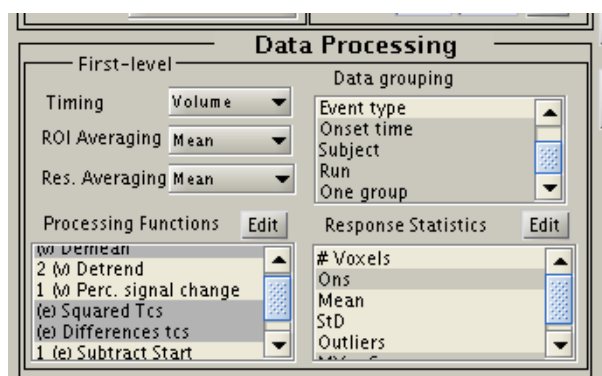 Data Processing
First-level
Data grouping
Timing
Volume
ROI Averaging
Mean
Res. Averaging
Mean
Event type
Onset time
Subject
Run
One group
Processing Functions
Edit
Response Statistics
Edit
(v) Demean
2 (v) Detrend
1 (v) Perc. signal change
(e) Squared Tcs
(e) Differences tcs
1 (e) Subtract Start
# Voxels
Ons
Mean
StD
Outliers